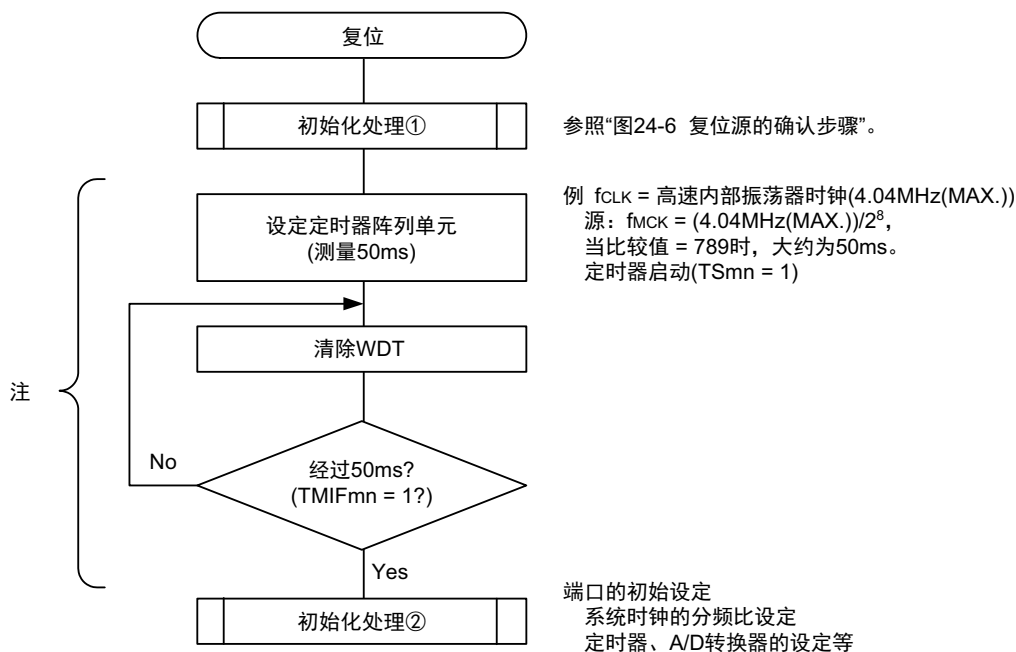 复位
初始化处理①
参照“图24-6 复位源的确认步骤”。
设定定时器阵列单元
(测量50ms)
例 fCLK = 高速内部振荡器时钟(4.04MHz(MAX.))
源：fMCK = (4.04MHz(MAX.))/2⁸，
当比较值 = 789时，大约为50ms。
定时器启动(TSmn = 1)
清除WDT
注
No
经过50ms?
(TMIFmn = 1?)
Yes
初始化处理②
端口的初始设定
系统时钟的分频比设定
定时器、A/D转换器的设定等